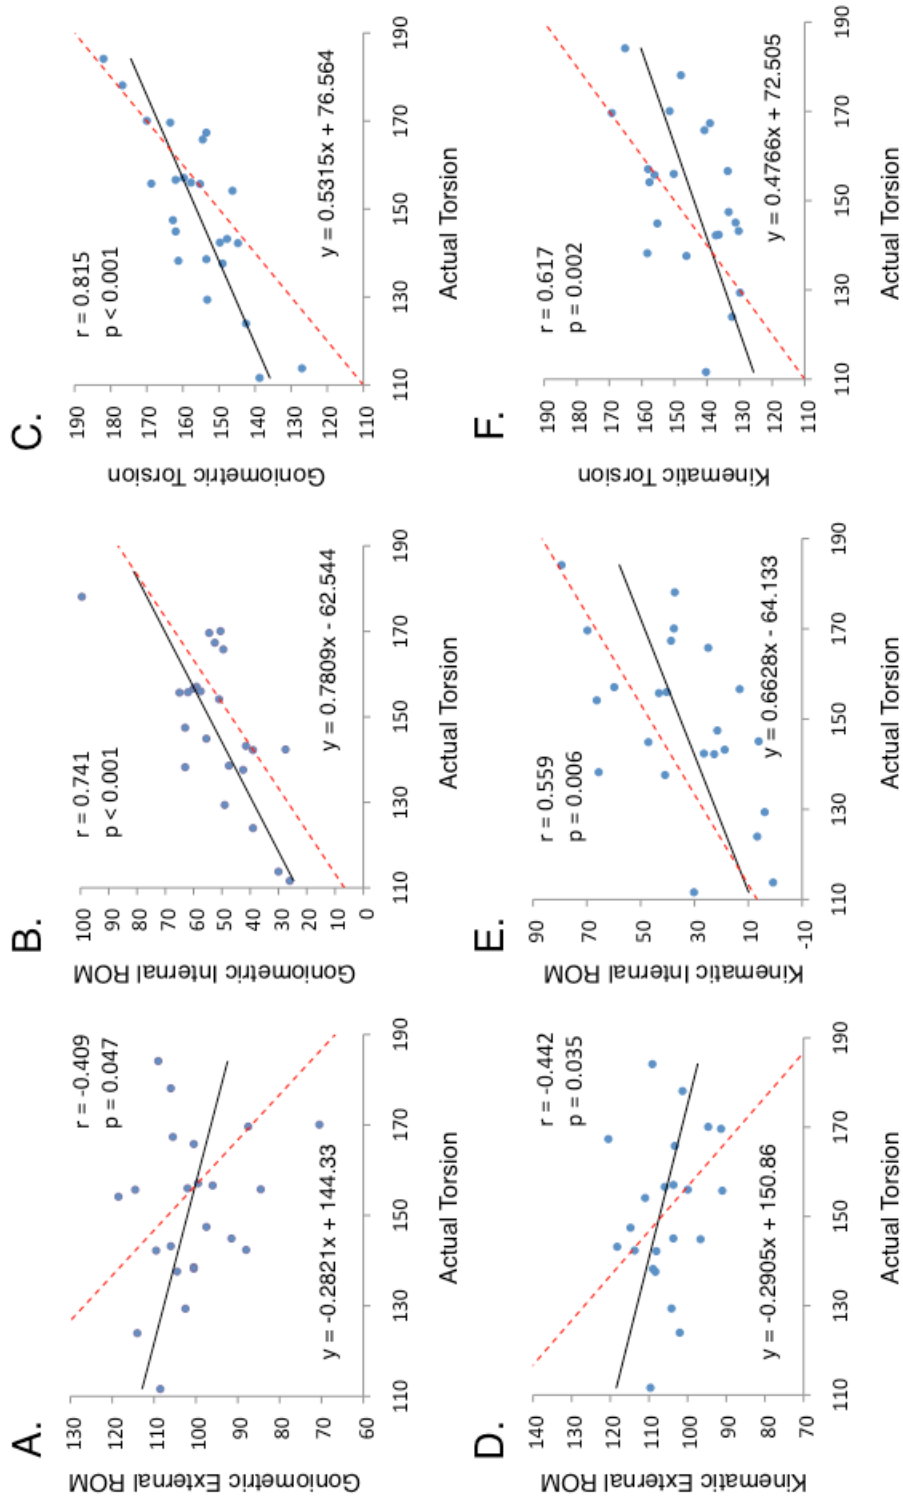 A.
r = -0.409
p = 0.047
130
120
110
100
90
80
70
60
Goniometric External ROM
y = -0.2821x + 144.33
110 130 150 170 190
Actual Torsion
B.
r = 0.741
p < 0.001
100
90
80
70
60
50
40
30
20
10
0
Goniometric Internal ROM
y = 0.7809x - 62.544
110 130 150 170 190
Actual Torsion
C.
r = 0.815
p < 0.001
190
180
170
160
150
140
130
120
110
Goniometric Torsion
y = 0.5315x + 76.564
110 130 150 170 190
Actual Torsion
D.
r = -0.442
p = 0.035
140
130
120
110
100
90
80
70
Kinematic External ROM
y = -0.2905x + 150.86
110 130 150 170 190
Actual Torsion
E.
r = 0.559
p = 0.006
90
70
50
30
10
-10
Kinematic Internal ROM
y = 0.6628x - 64.133
110 130 150 170 190
Actual Torsion
F.
r = 0.617
p = 0.002
190
180
170
160
150
140
130
120
110
Kinematic Torsion
y = 0.4766x + 72.505
110 130 150 170 190
Actual Torsion